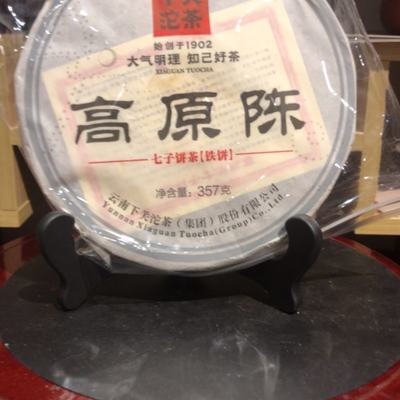 下关
沱茶
始创于1902
大气明理 知己好茶
XIAGUAN TUOCHA
高原陈
七子饼茶【铁饼】
净含量:357克
云南下关沱茶(集团)股份有限公司
Yunnan Xiaguan Tuocha(Group)Co.,Ltd.